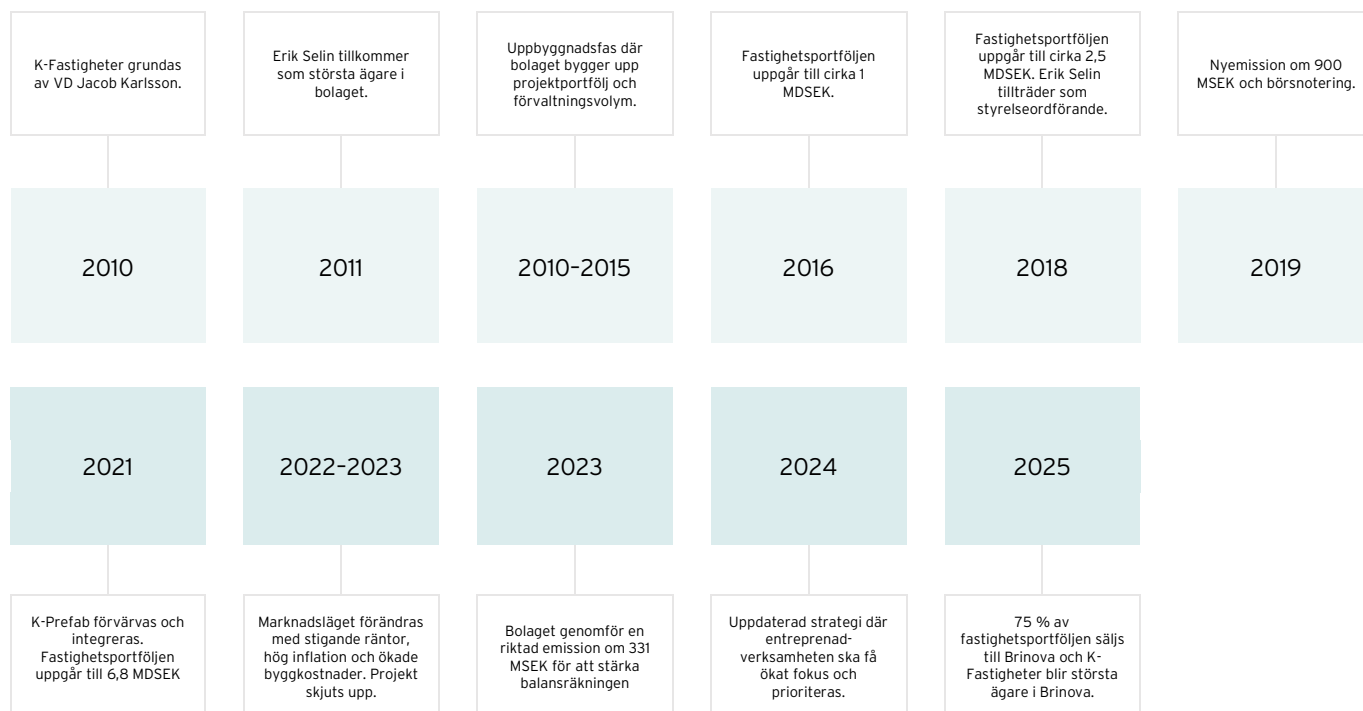 K-Fastigheter grundas
av VD Jacob Karlsson.
Erik Selin tillkommer
som största ägare i
bolaget.
Uppbyggnadsfas där
bolaget bygger upp
projektportfölj och
förvaltningsvolym.
Fastighetsportföljen
uppgår till cirka 1
MDSEK.
Fastighetsportföljen
uppgår till cirka 2,5
MDSEK. Erik Selin
tillträder som
styrelseordförande.
Nyemission om 900
MSEK och börsnotering.
2010
2011
2010-2015
2016
2018
2019
2021
2022-2023
2023
2024
2025
K-Prefab förvärvas och
integreras.
Fastighetsportföljen
uppgår till 6,8 MDSEK
Marknadsläget förändras
med stigande räntor,
hög inflation och ökade
byggkostnader. Projekt
skjuts upp.
Bolaget genomför en
riktad emission om 331
MSEK för att stärka
balansräkningen
Uppdaterad strategi där
entreprenad-
verksamheten ska få
ökat fokus och
prioriteras.
75 % av
fastighetsportföljen säljs
till Brinova och K-
Fastigheter blir största
ägare i Brinova.